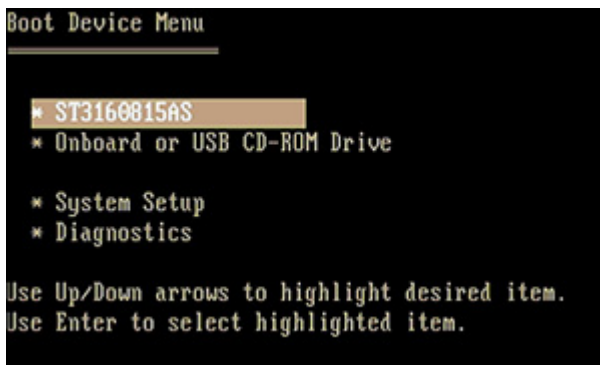 Boot Device Menu
* ST3160815AS
* Onboard or USB CD-ROM Drive
* System Setup
* Diagnostics
Use Up/Down arrows to highlight desired item.
Use Enter to select highlighted item.